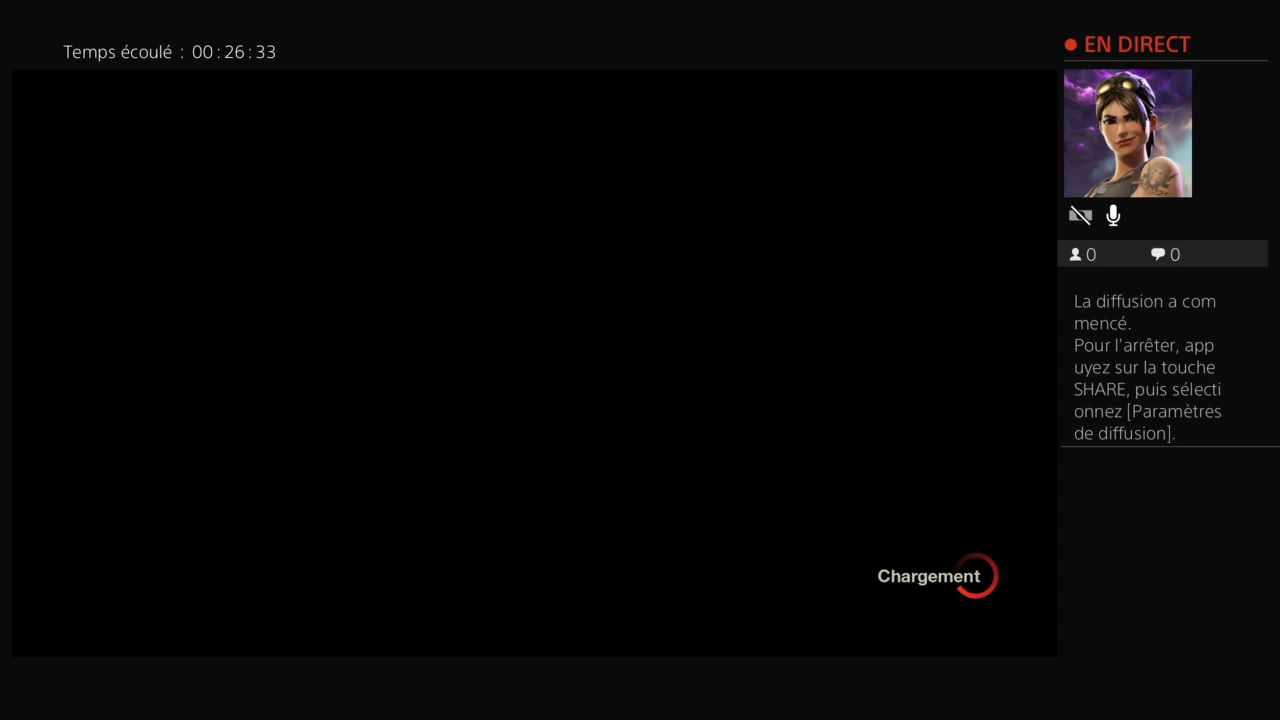 Temps écoulé : 00:26:33
EN DIRECT
0 0
La diffusion a com
mencé.
Pour l'arrêter, app
uyez sur la touche
SHARE, puis sélecti
onnez [Paramètres
de diffusion].
Chargement